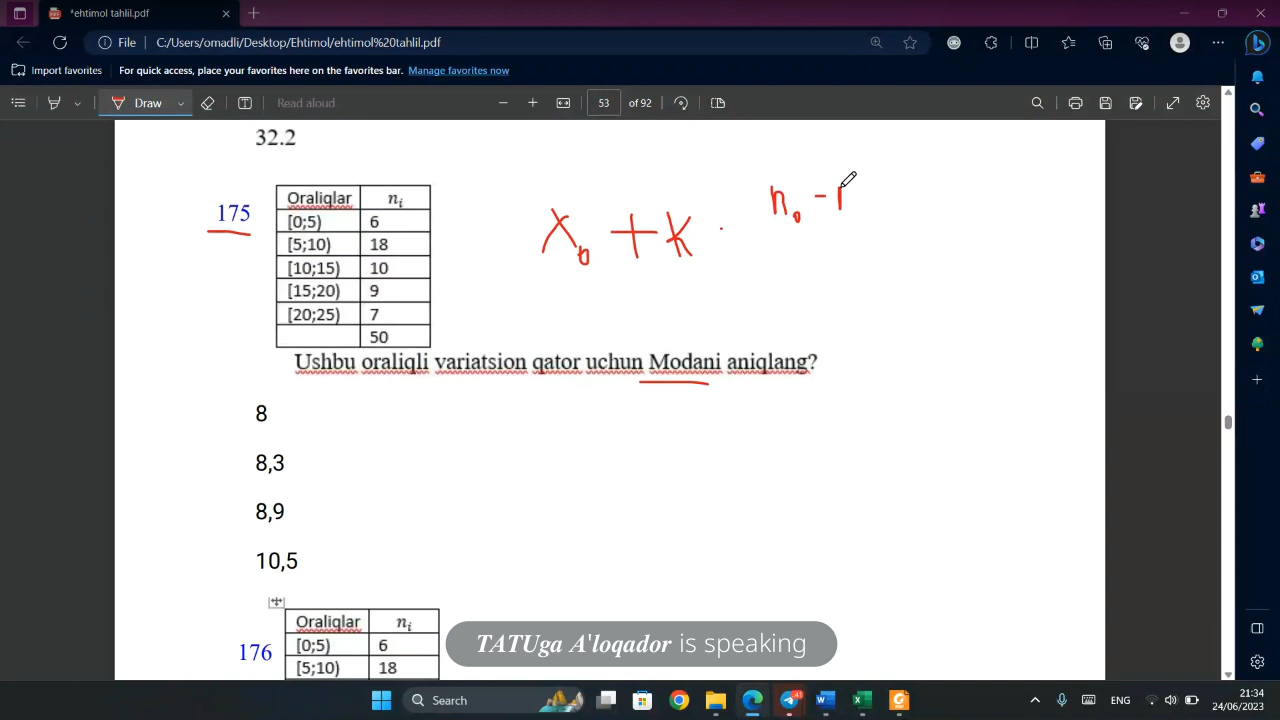 *ehtimol tahlil.pdf
File C:/Users/omadli/Desktop/Ehtimol/ehtimol%20tahlil.pdf
Import favorites For quick access, place your favorites here on the favorites bar. Manage favorites now
Draw Read aloud 53 of 92
32.2
175
Oraliqlar nᵢ
[0;5) 6
[5;10) 18
[10;15) 10
[15;20) 9
[20;25) 7
50
x₀ + k · n₀ -
Ushbu oraliqli variatsion qator uchun Modani aniqlang?
8
8,3
8,9
10,5
176
Oraliqlar nᵢ
[0;5) 6
[5;10) 18
TATUga A'loqador is speaking
Search
41
ENG
21:34
24/06/2023